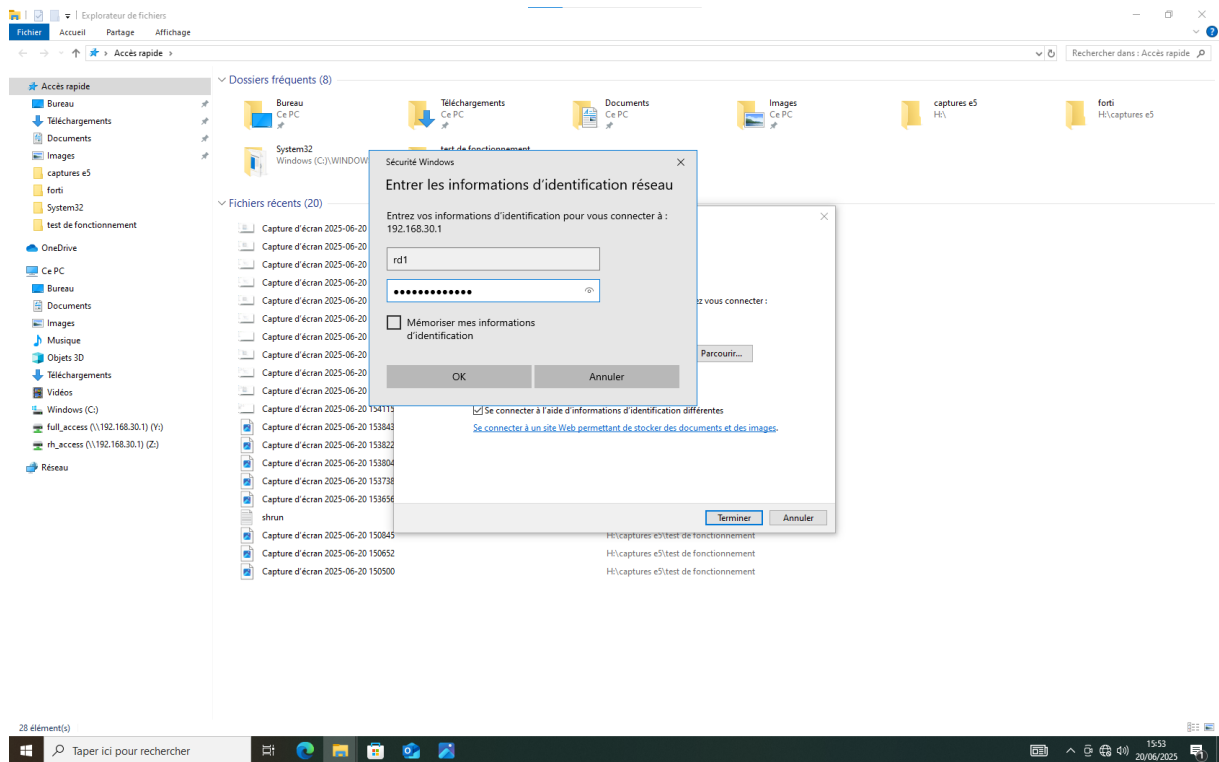 Explorateur de fichiers
Fichier Accueil Partage Affichage
Accès rapide
Rechercher dans : Accès rapide
Accès rapide
Bureau
Téléchargements
Documents
Images
captures e5
forti
System32
test de fonctionnement
OneDrive
Ce PC
Bureau
Documents
Images
Musique
Objets 3D
Téléchargements
Vidéos
Windows (C:)
full_access (\\192.168.30.1) (Y:)
rh_access (\\192.168.30.1) (Z:)
Réseau
Dossiers fréquents (8)
Bureau
Ce PC
Téléchargements
Ce PC
Documents
Ce PC
Images
Ce PC
captures e5
H:\
forti
H:\captures e5
System32
Windows (C:)\WINDOW
test de fonctionnement
Fichiers récents (20)
Capture d'écran 2025-06-20
Capture d'écran 2025-06-20
Capture d'écran 2025-06-20
Capture d'écran 2025-06-20
Capture d'écran 2025-06-20
Capture d'écran 2025-06-20
Capture d'écran 2025-06-20
Capture d'écran 2025-06-20
Capture d'écran 2025-06-20
Capture d'écran 2025-06-20
Capture d'écran 2025-06-20 154115
Capture d'écran 2025-06-20 153843
Capture d'écran 2025-06-20 153822
Capture d'écran 2025-06-20 153804
Capture d'écran 2025-06-20 153738
Capture d'écran 2025-06-20 153656
shrun
Capture d'écran 2025-06-20 150845 H:\captures e5\test de fonctionnement
Capture d'écran 2025-06-20 150652 H:\captures e5\test de fonctionnement
Capture d'écran 2025-06-20 150500 H:\captures e5\test de fonctionnement
Sécurité Windows
Entrer les informations d'identification réseau
Entrez vos informations d'identification pour vous connecter à :
192.168.30.1
rd1
Mémoriser mes informations
d'identification
OK Annuler
vous connecter :
Parcourir...
Se connecter à l'aide d'informations d'identification différentes
Se connecter à un site Web permettant de stocker des documents et des images.
Terminer Annuler
28 élément(s)
Taper ici pour rechercher
15:53
20/06/2025